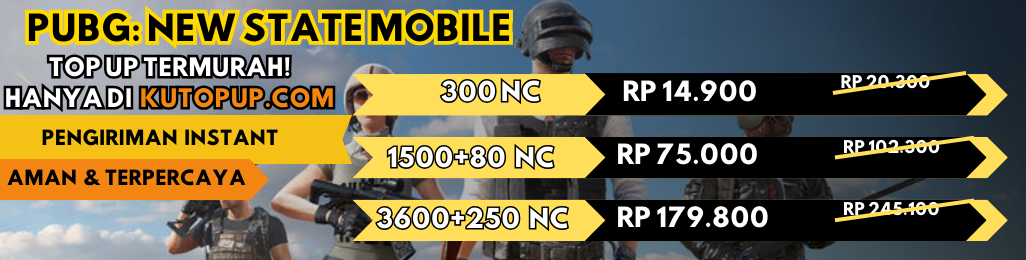 PUBG: NEW STATE MOBILE
TOP UP TERMURAH!
HANYA DI KUTOPUP.COM
PENGIRIMAN INSTANT
AMAN & TERPERCAYA
300 NC RP 14.900 RP 20.300
1500+80 NC RP 75.000 RP 102.300
3600+250 NC RP 179.800 RP 245.100